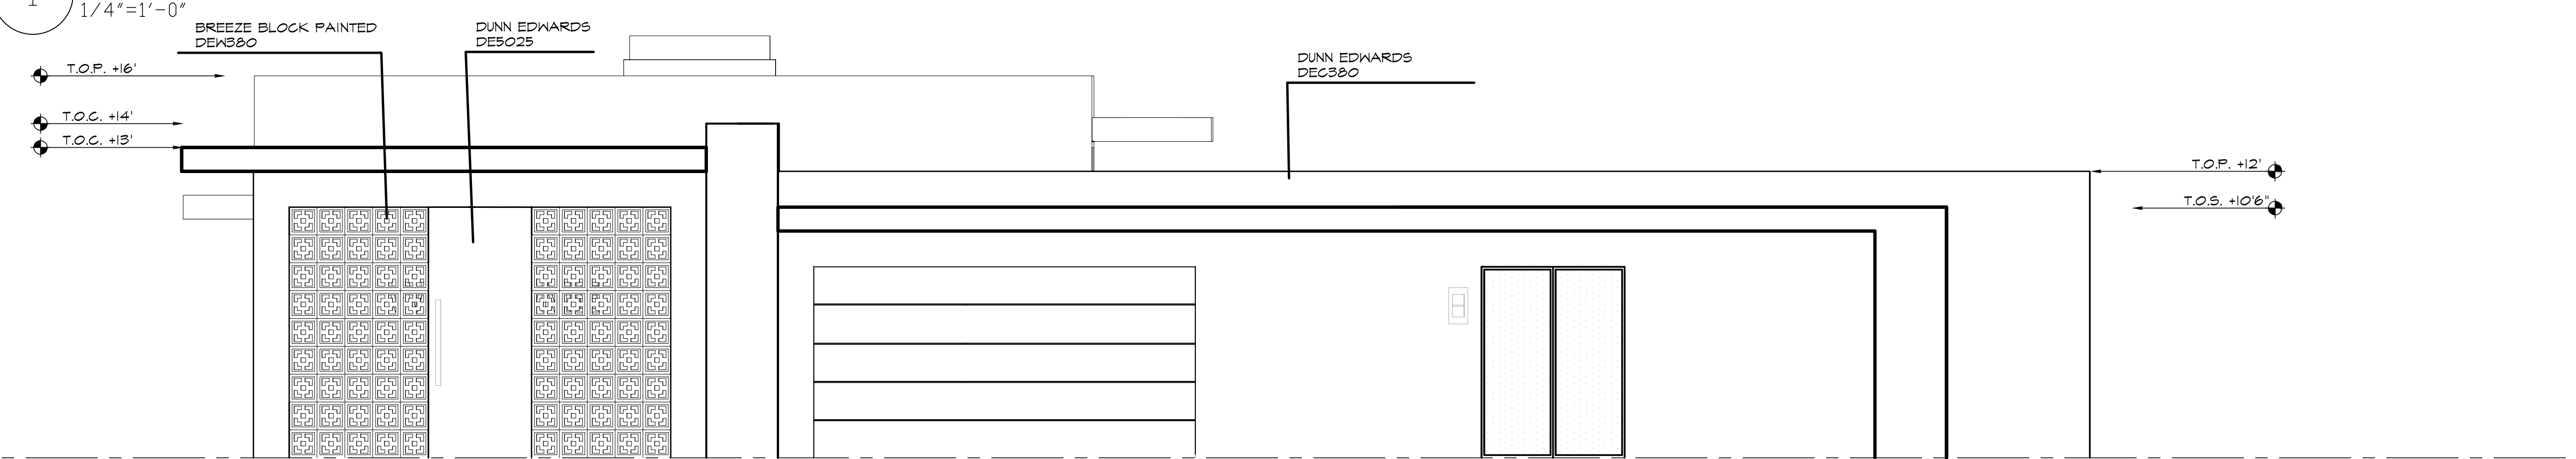 1
1/4"=1'-0"
BREEZE BLOCK PAINTED
DEW380
DUNN EDWARDS
DE5025
DUNN EDWARDS
DEC380
T.O.P. +16'
T.O.C. +14'
T.O.C. +13'
T.O.P. +12'
T.O.S. +10'6"